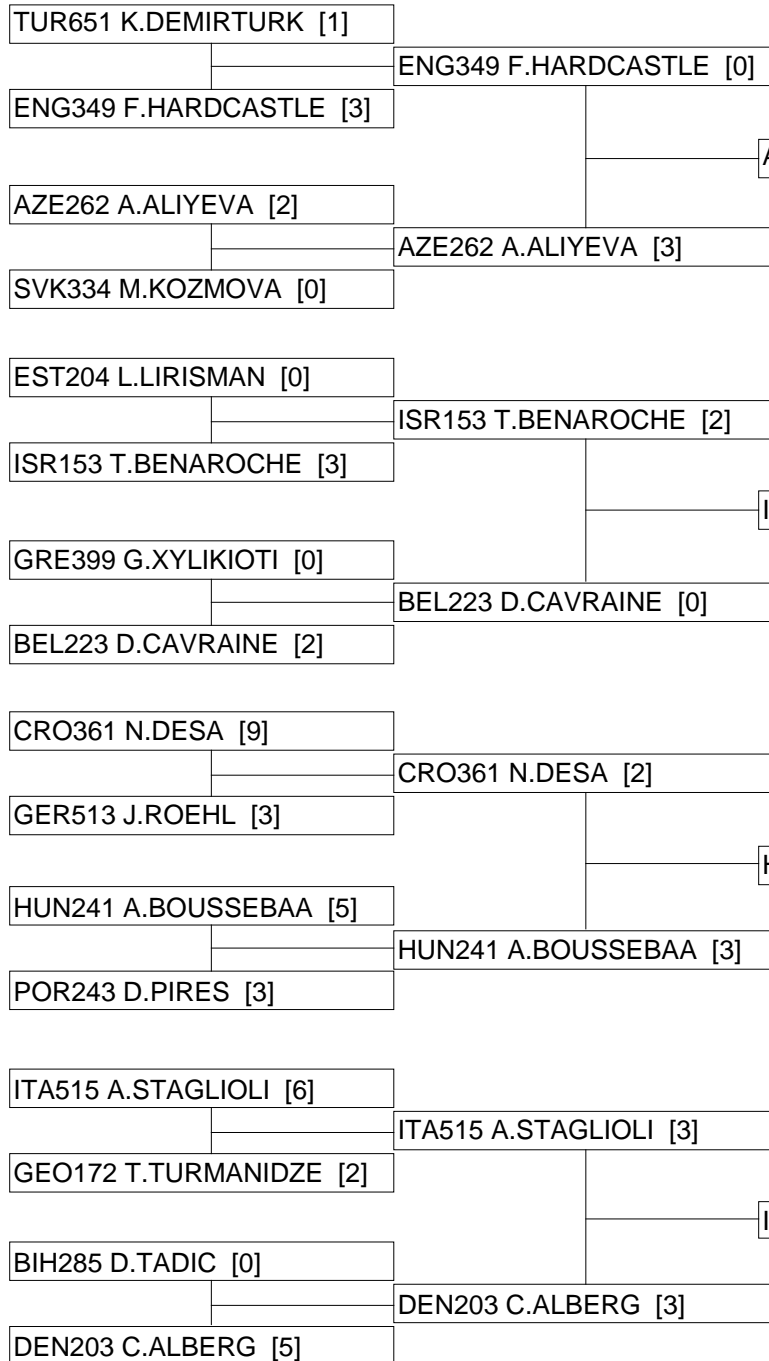 TUR651 K.DEMIRTURK [1]
ENG349 F.HARDCASTLE [0]
ENG349 F.HARDCASTLE [3]
A
AZE262 A.ALIYEVA [2]
AZE262 A.ALIYEVA [3]
SVK334 M.KOZMOVA [0]
EST204 L.LIRISMAN [0]
ISR153 T.BENAROCHE [2]
ISR153 T.BENAROCHE [3]
I
GRE399 G.XYLIKIOTI [0]
BEL223 D.CAVRAINE [0]
BEL223 D.CAVRAINE [2]
CRO361 N.DESA [9]
CRO361 N.DESA [2]
GER513 J.ROEHL [3]
H
HUN241 A.BOUSSEBAA [5]
HUN241 A.BOUSSEBAA [3]
POR243 D.PIRES [3]
ITA515 A.STAGLIOLI [6]
ITA515 A.STAGLIOLI [3]
GEO172 T.TURMANIDZE [2]
I
BIH285 D.TADIC [0]
DEN203 C.ALBERG [3]
DEN203 C.ALBERG [5]